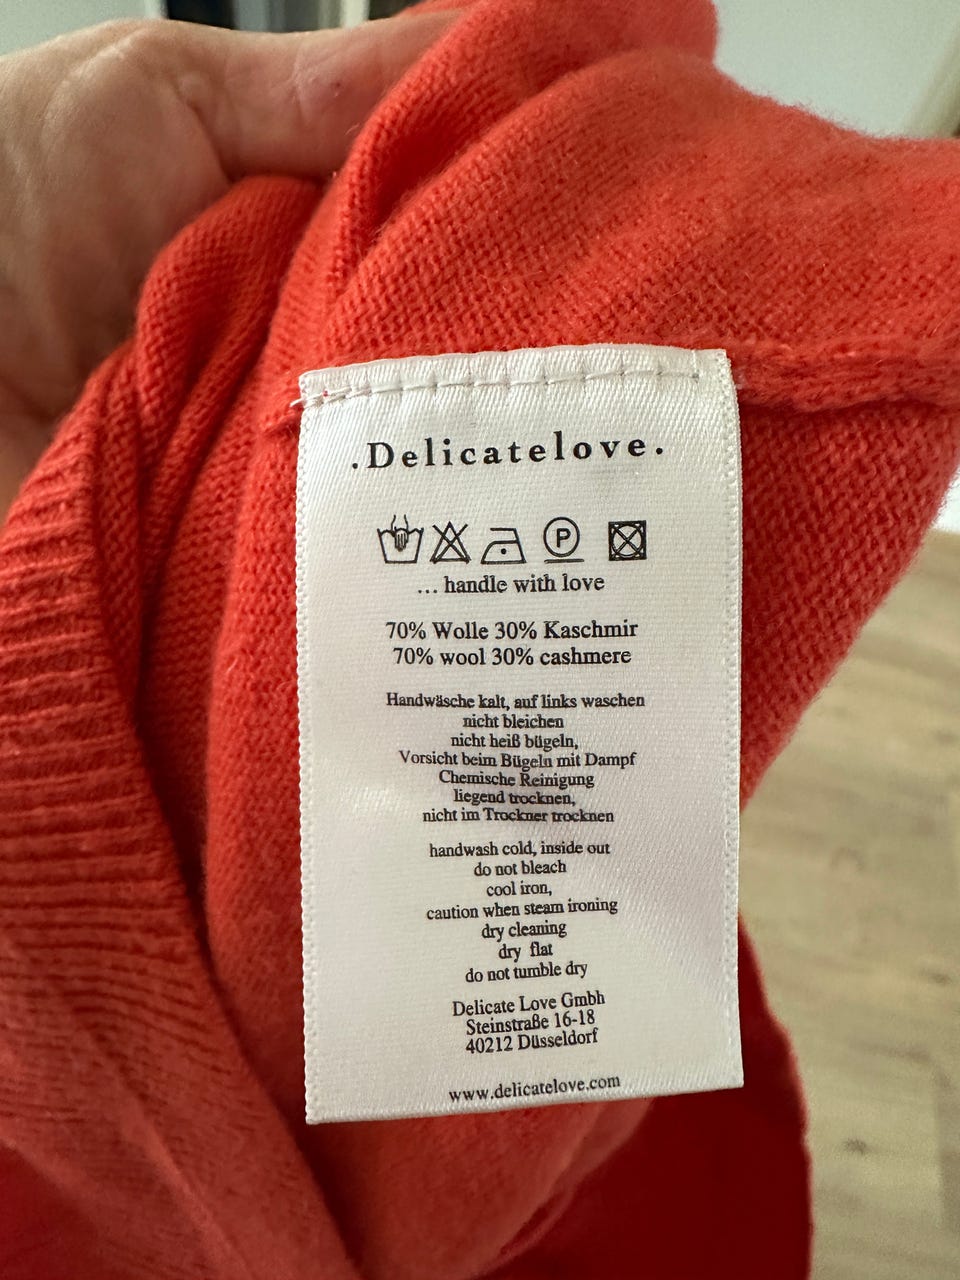 .Delicatelove.
P
... handle with love
70% Wolle 30% Kaschmir
70% wool 30% cashmere
Handwäsche kalt, auf links waschen
nicht bleichen
nicht heiß bügeln,
Vorsicht beim Bügeln mit Dampf
Chemische Reinigung
liegend trocknen,
nicht im Trockner trocknen
handwash cold, inside out
do not bleach
cool iron,
caution when steam ironing
dry cleaning
dry flat
do not tumble dry
Delicate Love Gmbh
Steinstraße 16-18
40212 Düsseldorf
www.delicatelove.com